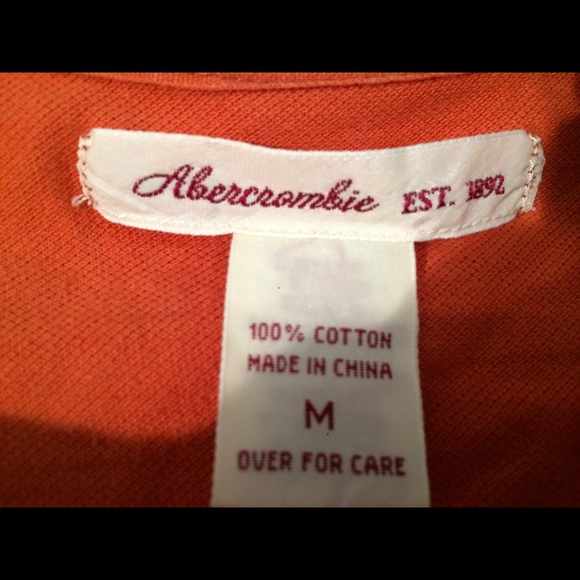 Abercrombie EST. 1892
100% COTTON
MADE IN CHINA
M
OVER FOR CARE